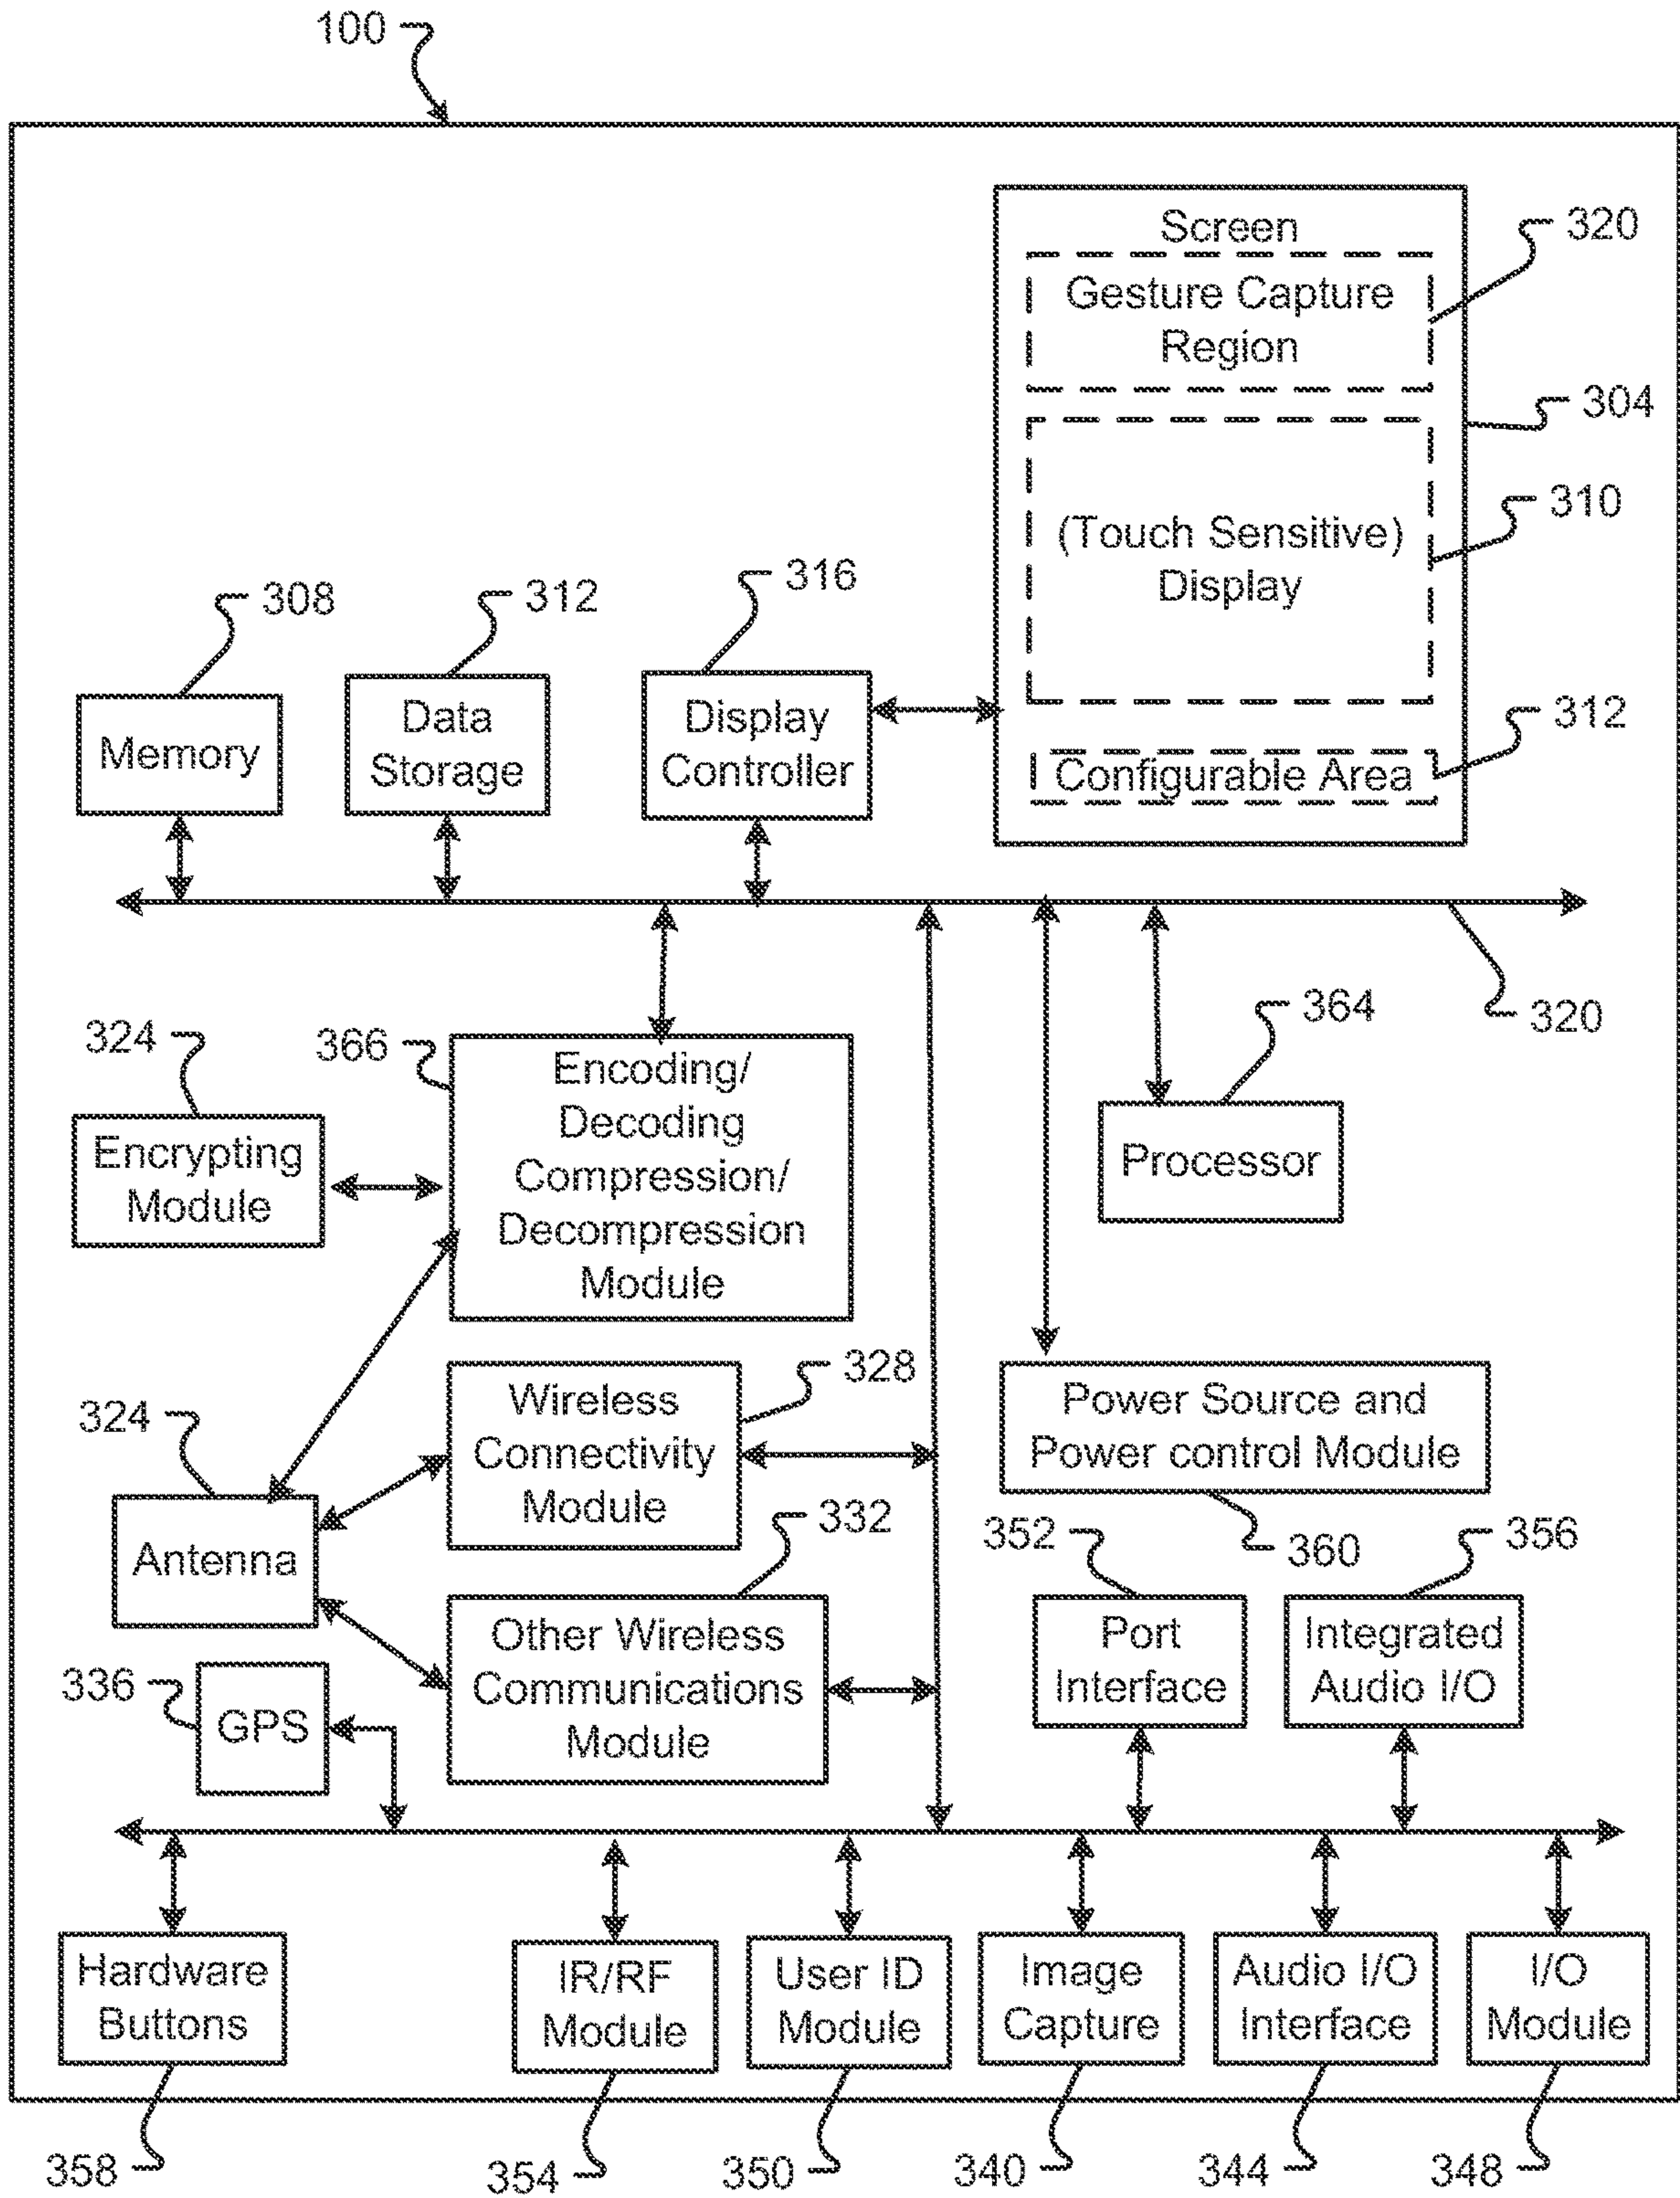 100
Screen
320
Gesture Capture
Region
304
310
(Touch Sensitive)
Display
308
312
316
Memory
Data
Storage
Display
Controller
312
Configurable Area
320
324
366
Encoding/
Decoding
Compression/
Decompression
Module
364
Encrypting
Module
Processor
324
Wireless
Connectivity
Module
328
Power Source and
Power control Module
Antenna
332
352
360
356
Other Wireless
Communications
Module
Port
Interface
Integrated
Audio I/O
336
GPS
Hardware
Buttons
IR/RF
Module
User ID
Module
Image
Capture
Audio I/O
Interface
I/O
Module
358
354
350
340
344
348